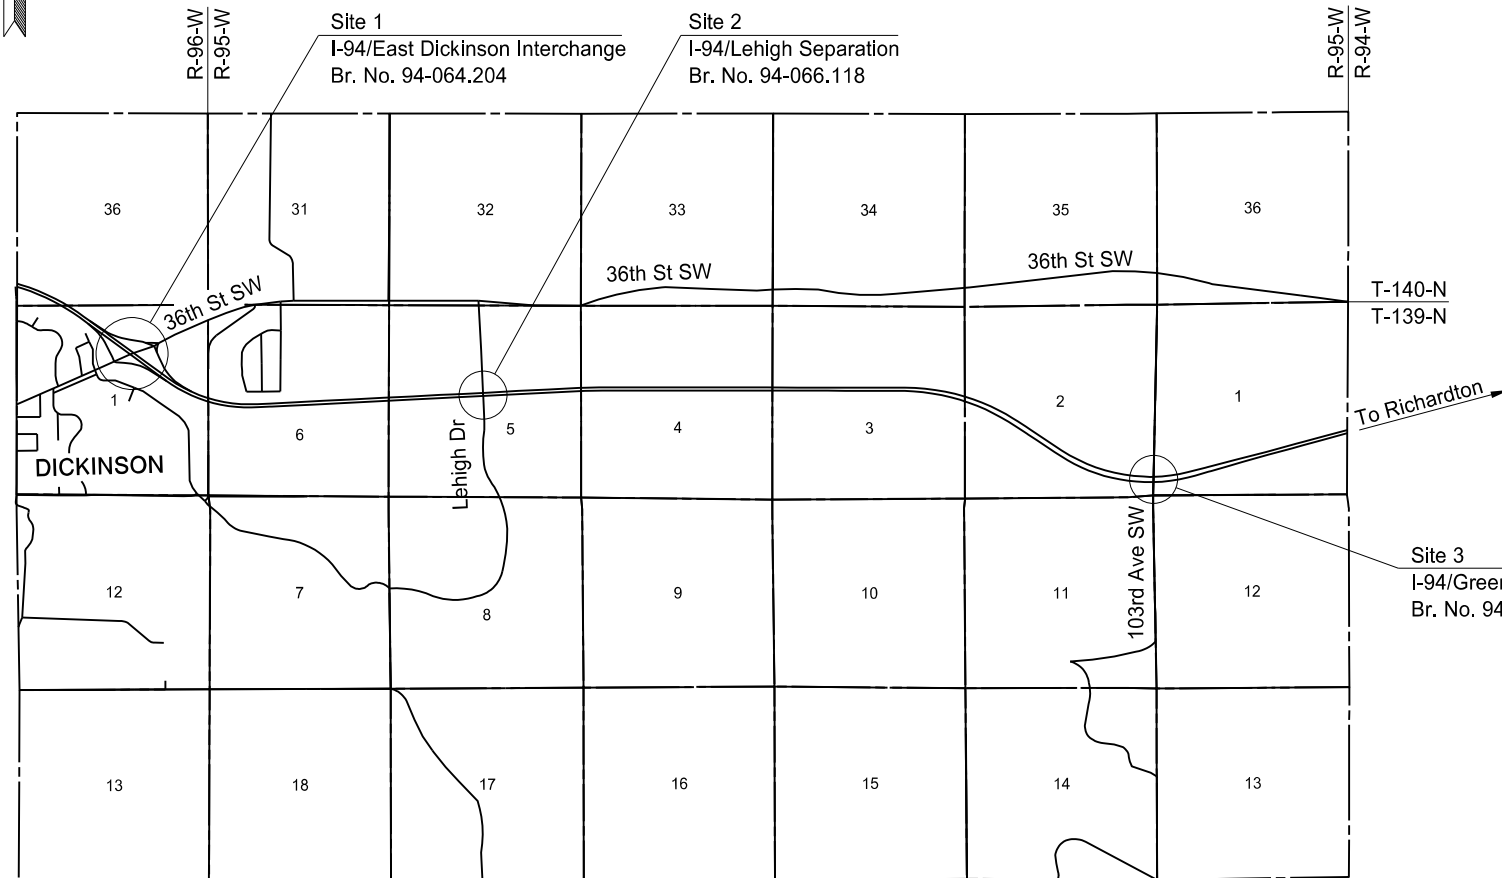 R-96-W
R-95-W
Site 1
I-94/East Dickinson Interchange
Br. No. 94-064.204
Site 2
I-94/Lehigh Separation
Br. No. 94-066.118
R-95-W
R-94-W
36
31
32
33
34
35
36
36th St SW
36th St SW
36th St SW
T-140-N
T-139-N
1
6
5
4
3
2
1
To Richardton
DICKINSON
Lehigh Dr
103rd Ave SW
Site 3
I-94/Green
Br. No. 94
12
7
8
9
10
11
12
13
18
17
16
15
14
13